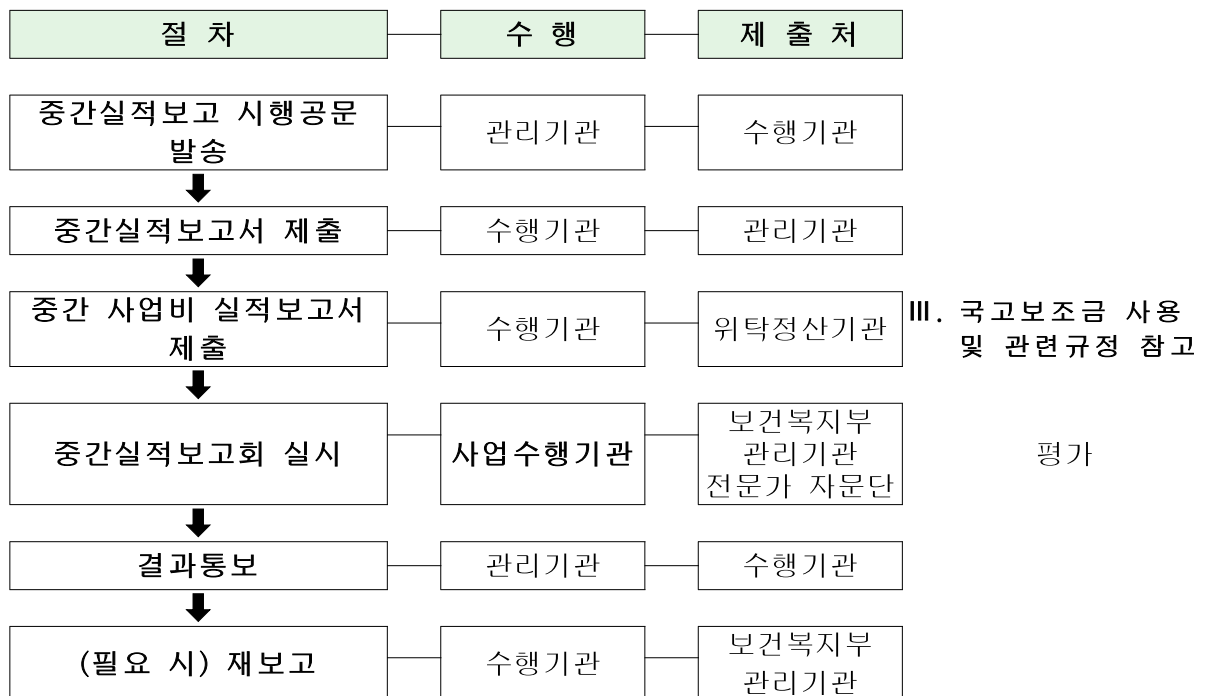 절 차
수 행
제 출 처
중간실적보고 시행공문
발송
관리기관
수행기관
중간실적보고서 제출
수행기관
관리기관
중간 사업비 실적보고서
제출
수행기관
위탁정산기관
Ⅲ. 국고보조금 사용
및 관련규정 참고
중간실적보고회 실시
사업수행기관
보건복지부
관리기관
전문가 자문단
평가
결과통보
관리기관
수행기관
(필요 시) 재보고
수행기관
보건복지부
관리기관